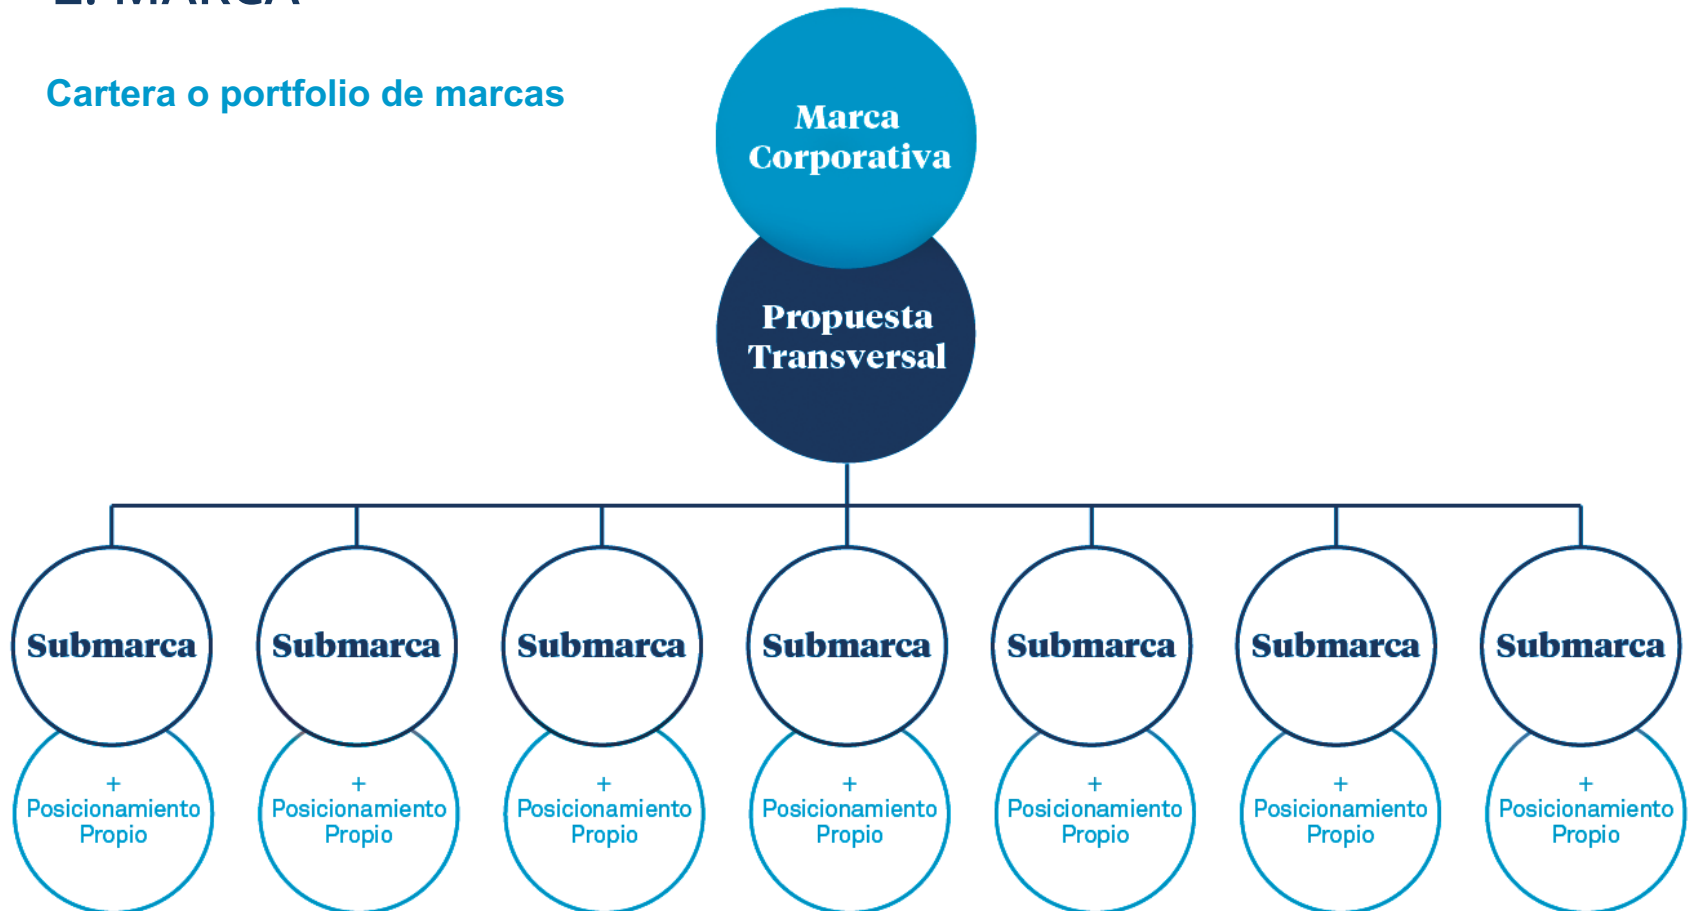 MARCA
Cartera o portfolio de marcas
Marca
Corporativa
Propuesta
Transversal
Submarca
Submarca
Submarca
Submarca
Submarca
Submarca
Submarca
+
Posicionamiento
Propio
+
Posicionamiento
Propio
+
Posicionamiento
Propio
+
Posicionamiento
Propio
+
Posicionamiento
Propio
+
Posicionamiento
Propio
+
Posicionamiento
Propio